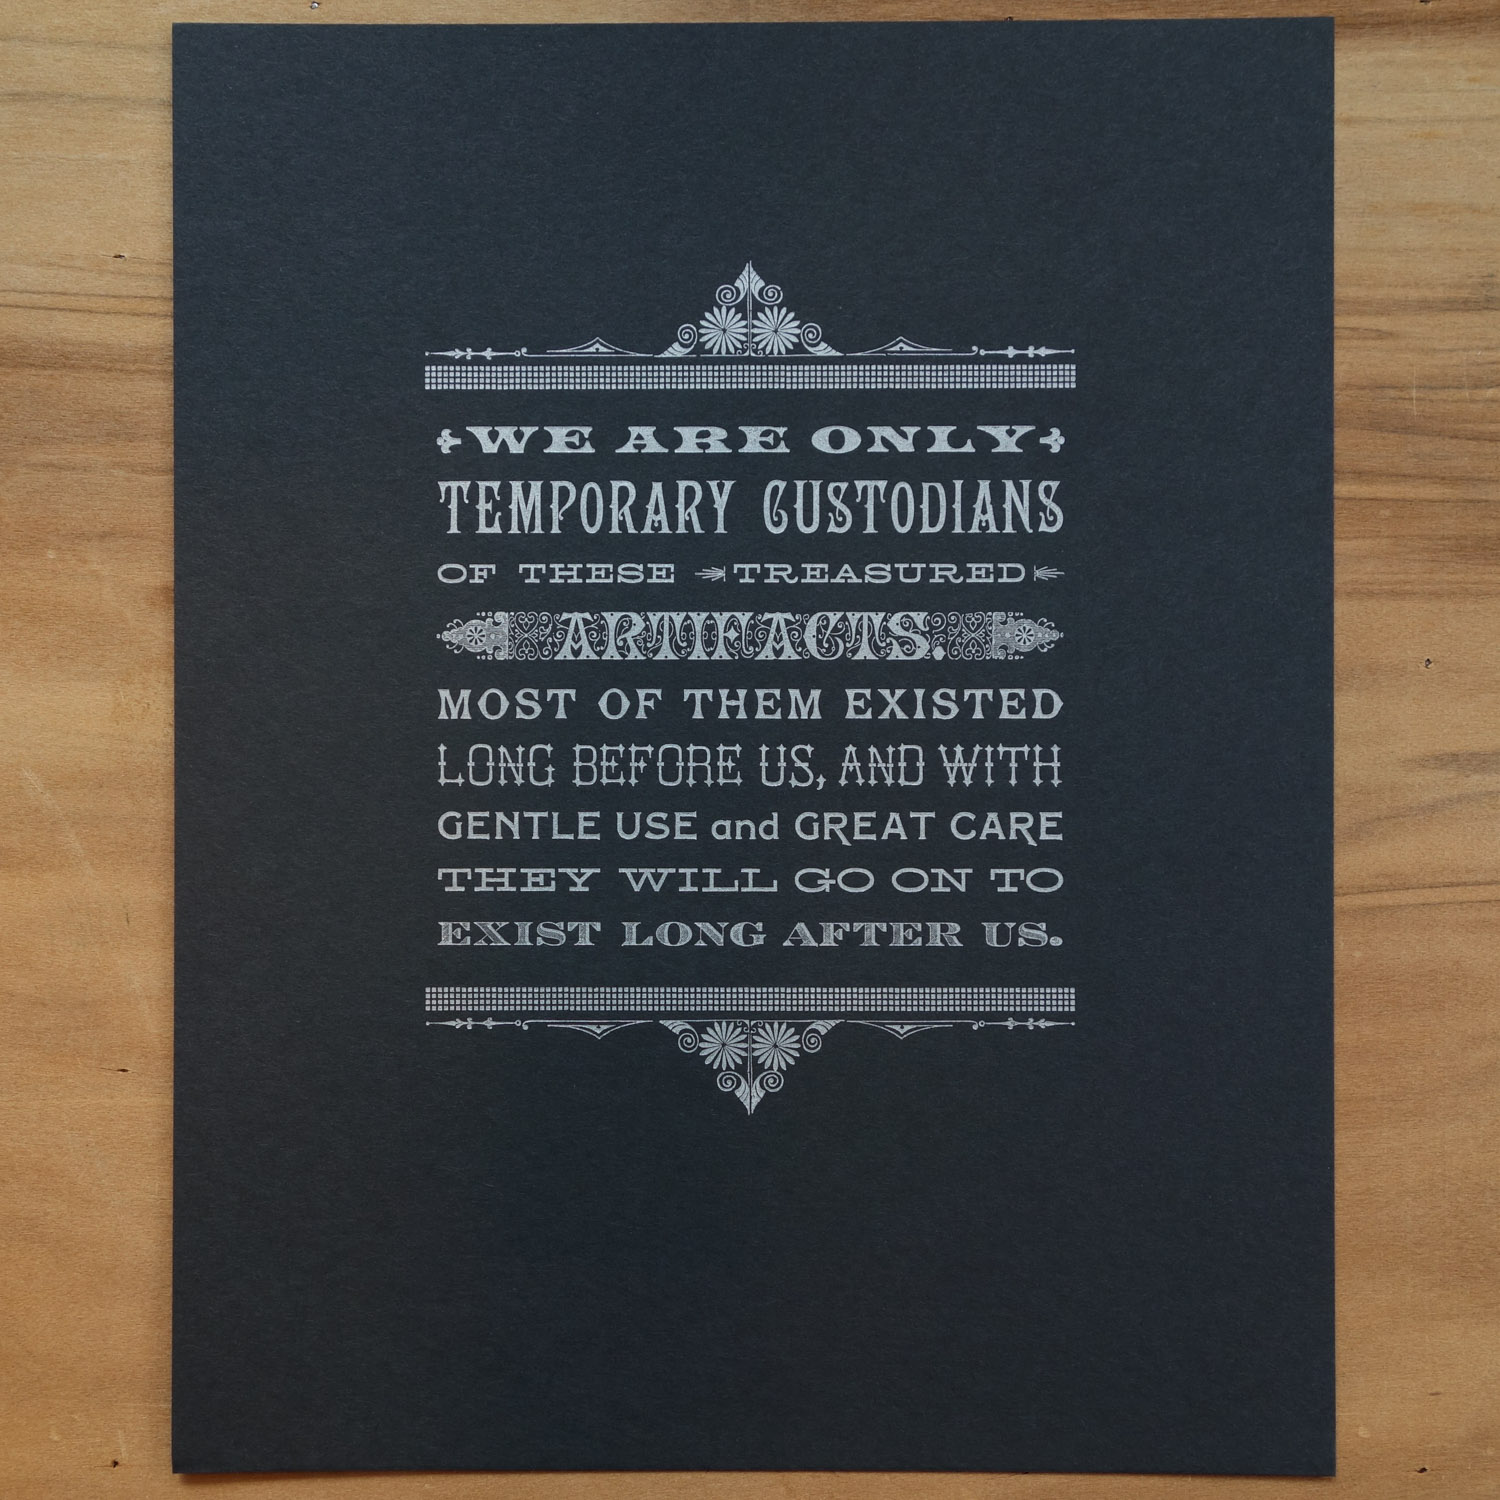 WE ARE ONLY
TEMPORARY CUSTODIANS
OF THESE TREASURED
ARTIFACTS.
MOST OF THEM EXISTED
LONG BEFORE US, AND WITH
GENTLE USE and GREAT CARE
THEY WILL GO ON TO
EXIST LONG AFTER US.